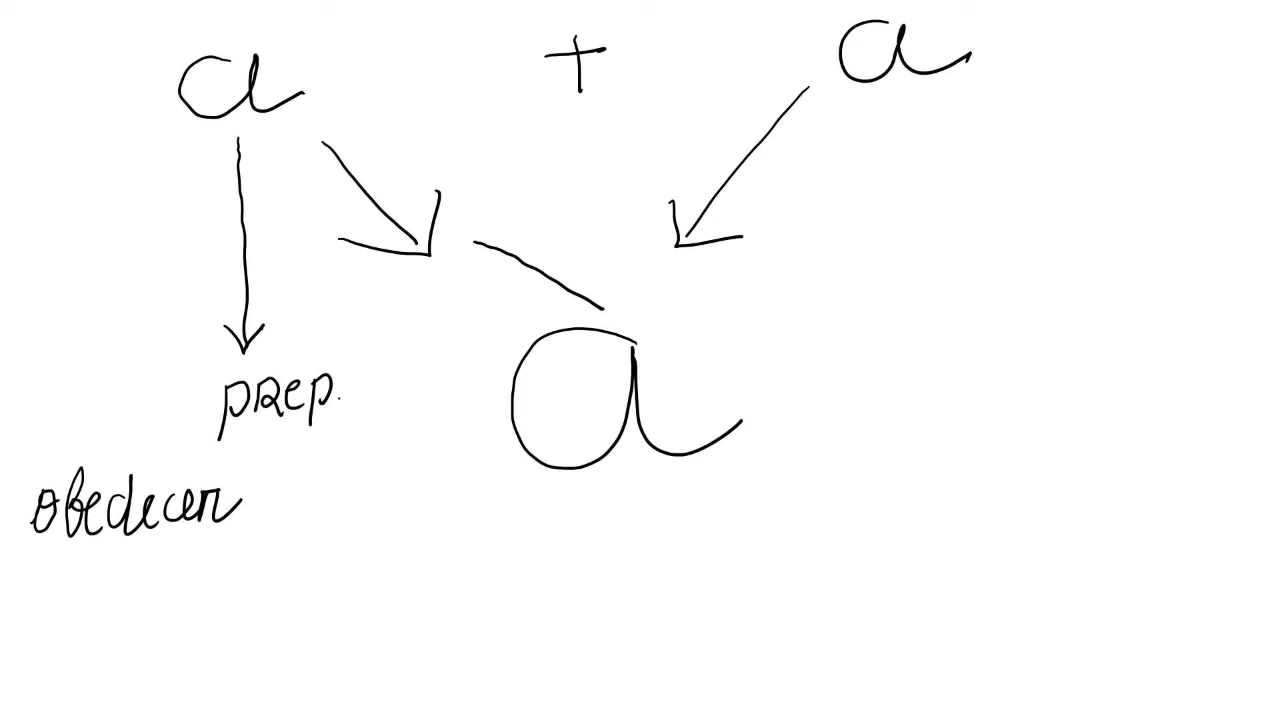 a + a
a
prep.
obedecer